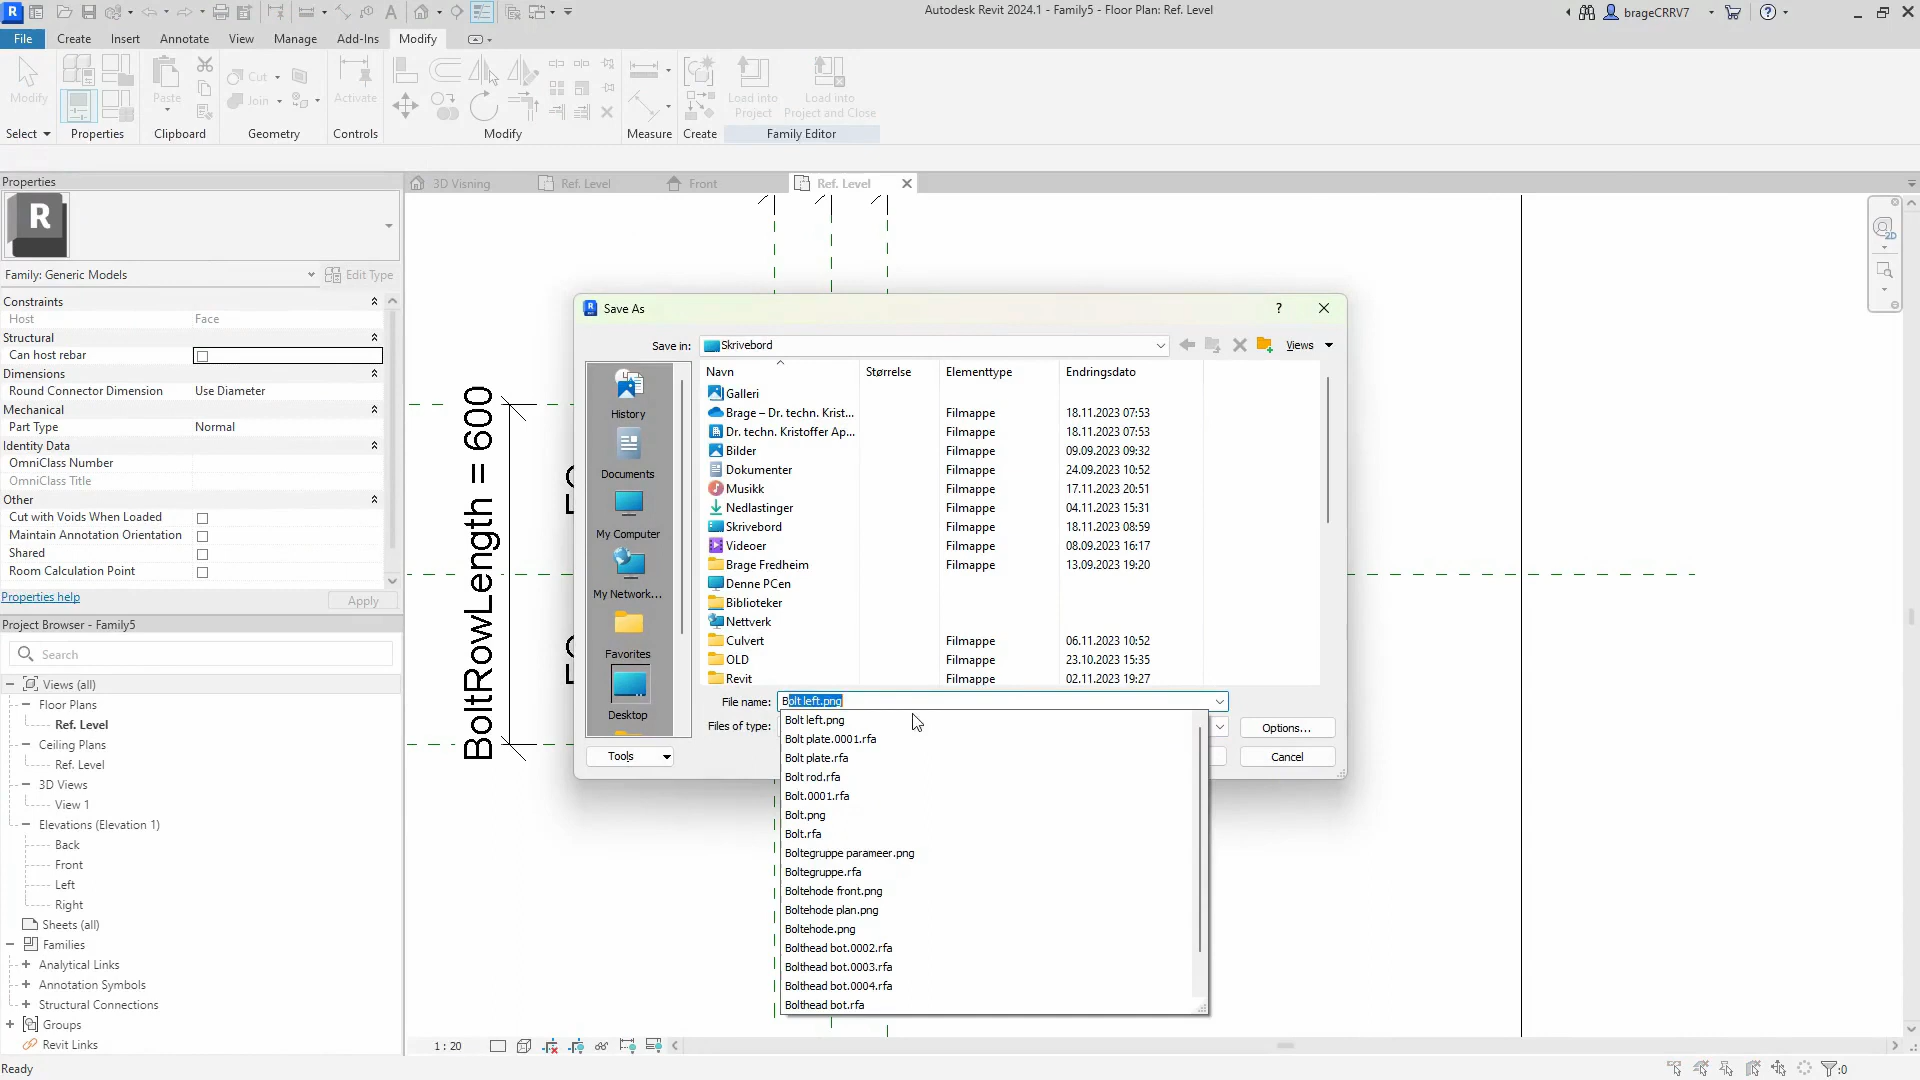 Autodesk Revit 2024.1 - Family5 - Floor Plan: Ref. Level
brageCRRV7
File
Create
Insert
Annotate
View
Manage
Add-Ins
Modify
Modify
Paste
Cut
Join
Activate
Load into
Project
Load into
Project and Close
Select
Properties
Clipboard
Geometry
Controls
Modify
Measure
Create
Family Editor
Properties
3D Visning
Ref. Level
Front
Ref. Level
R
Family: Generic Models
Edit Type
Constraints
Host Face
Structural
Can host rebar
Dimensions
Round Connector Dimension Use Diameter
Mechanical
Part Type Normal
Identity Data
OmniClass Number
OmniClass Title
Other
Cut with Voids When Loaded
Maintain Annotation Orientation
Shared
Room Calculation Point
Properties help
Apply
Project Browser - Family5
Search
Views (all)
Floor Plans
Ref. Level
Ceiling Plans
Ref. Level
3D Views
View 1
Elevations (Elevation 1)
Back
Front
Left
Right
Sheets (all)
Families
Analytical Links
Annotation Symbols
Structural Connections
Groups
Revit Links
BoltRowLength = 600
2D
Save As
Save in: Skrivebord
Views
History
Documents
My Computer
My Network...
Favorites
Desktop
Navn Størrelse Elementtype Endringsdato
Galleri
Brage – Dr. techn. Krist... Filmappe 18.11.2023 07:53
Dr. techn. Kristoffer Ap... Filmappe 18.11.2023 07:53
Bilder Filmappe 09.09.2023 09:32
Dokumenter Filmappe 24.09.2023 10:52
Musikk Filmappe 17.11.2023 20:51
Nedlastinger Filmappe 04.11.2023 15:31
Skrivebord Filmappe 18.11.2023 08:59
Videoer Filmappe 08.09.2023 16:17
Brage Fredheim Filmappe 13.09.2023 19:20
Denne PCen
Biblioteker
Nettverk
Culvert Filmappe 06.11.2023 10:52
OLD Filmappe 23.10.2023 15:35
Revit Filmappe 02.11.2023 19:27
File name: Bolt left.png
Files of type:
Options...
Tools
Cancel
Bolt left.png
Bolt plate.0001.rfa
Bolt plate.rfa
Bolt rod.rfa
Bolt.0001.rfa
Bolt.png
Bolt.rfa
Boltegruppe parameer.png
Boltegruppe.rfa
Boltehode front.png
Boltehode plan.png
Boltehode.png
Bolthead bot.0002.rfa
Bolthead bot.0003.rfa
Bolthead bot.0004.rfa
Bolthead bot.rfa
1 : 20
Ready
:0